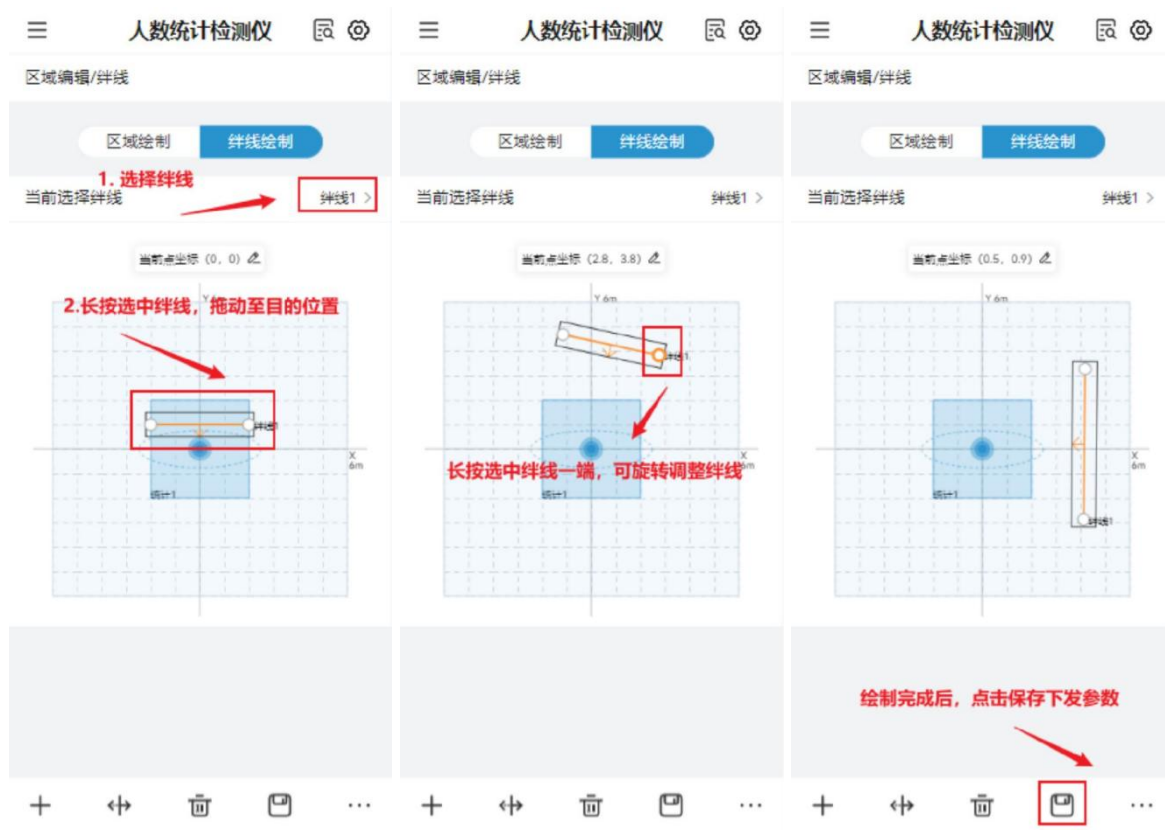 人数统计检测仪
区域编辑/绊线
区域绘制 绊线绘制
1. 选择绊线
当前选择绊线 绊线1 >
当前点坐标 (0, 0)
Y 6m
2.长按选中绊线，拖动至目的位置
绊线1
X
6m
统计1
人数统计检测仪
区域编辑/绊线
区域绘制 绊线绘制
当前选择绊线 绊线1 >
当前点坐标 (2.8, 3.8)
Y 6m
绊线1
X
6m
长按选中绊线一端，可旋转调整绊线
统计1
人数统计检测仪
区域编辑/绊线
区域绘制 绊线绘制
当前选择绊线 绊线1 >
当前点坐标 (0.5, 0.9)
Y 6m
X
6m
统计1
绊线1
绘制完成后，点击保存下发参数